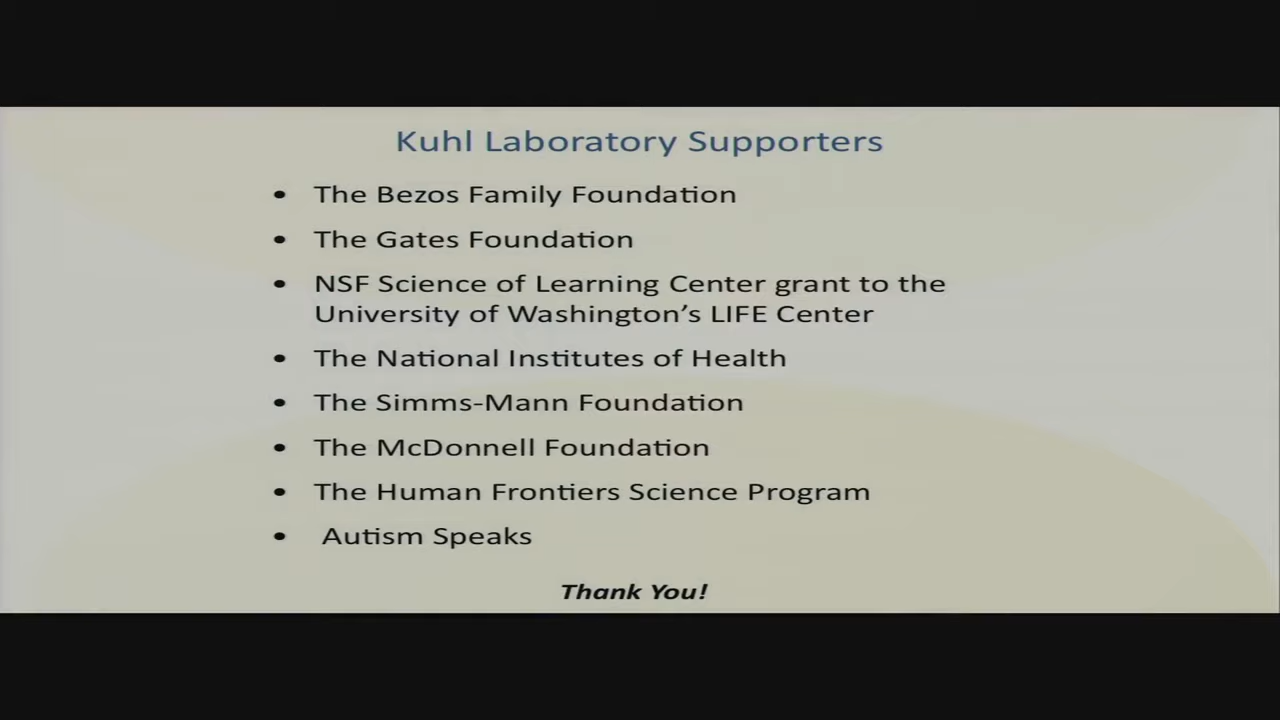 Kuhl Laboratory Supporters
• The Bezos Family Foundation
• The Gates Foundation
• NSF Science of Learning Center grant to the
University of Washington’s LIFE Center
• The National Institutes of Health
• The Simms-Mann Foundation
• The McDonnell Foundation
• The Human Frontiers Science Program
• Autism Speaks
Thank You!